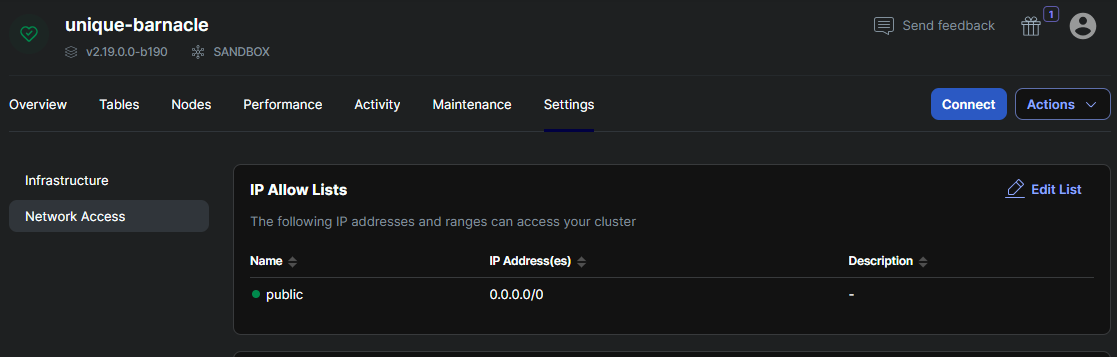 unique-barnacle
v2.19.0.0-b190 SANDBOX
Send feedback 1
Overview Tables Nodes Performance Activity Maintenance Settings Connect Actions
Infrastructure
Network Access
IP Allow Lists Edit List
The following IP addresses and ranges can access your cluster
Name IP Address(es) Description
public 0.0.0.0/0 -